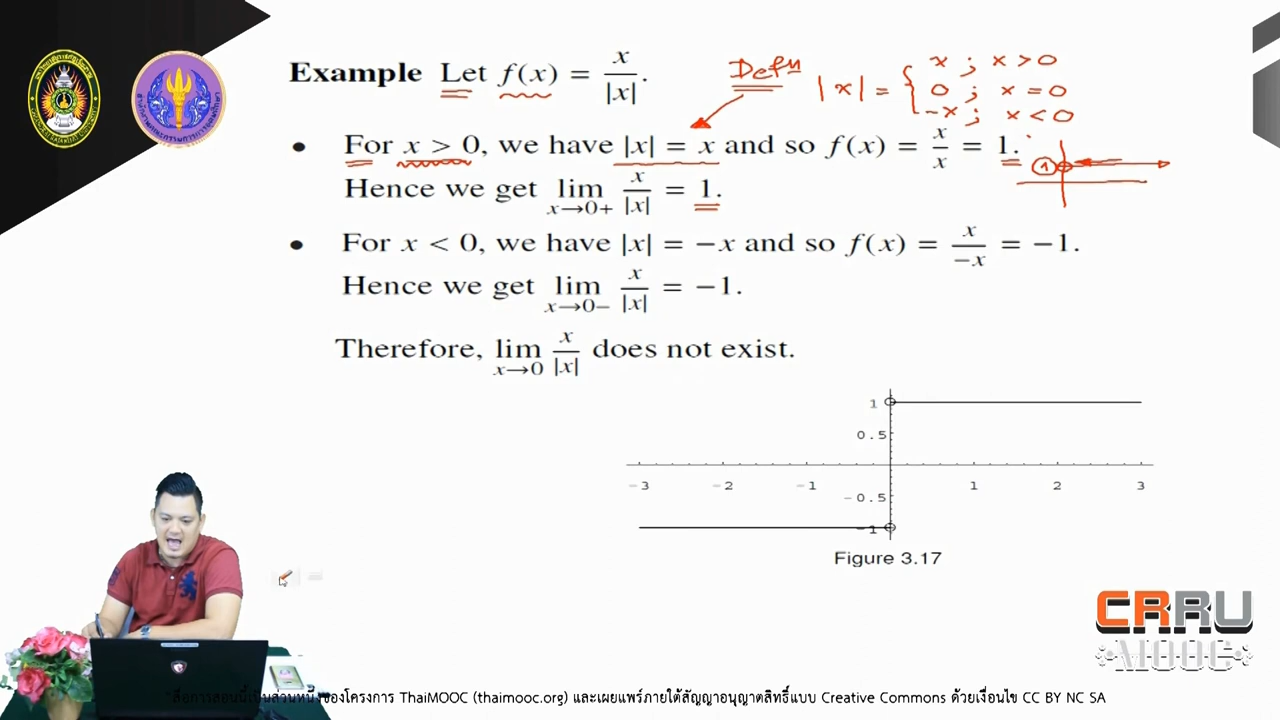 Example Let f(x) = x/|x|.
Defn |x| = { x ; x > 0
0 ; x = 0
-x ; x < 0
• For x > 0, we have |x| = x and so f(x) = x/x = 1.
1
Hence we get lim x→0+ x/|x| = 1.
• For x < 0, we have |x| = −x and so f(x) = x/−x = −1.
Hence we get lim x→0− x/|x| = −1.
Therefore, lim x→0 x/|x| does not exist.
1
0.5
-3 -2 -1 1 2 3
-0.5
-1
Figure 3.17
CRRU
MOOC
สื่อการสอนนี้เป็นส่วนหนึ่งของโครงการ ThaiMOOC (thaimooc.org) และเผยแพร่ภายใต้สัญญาอนุญาตสิทธิ์แบบ Creative Commons ด้วยเงื่อนไข CC BY NC SA